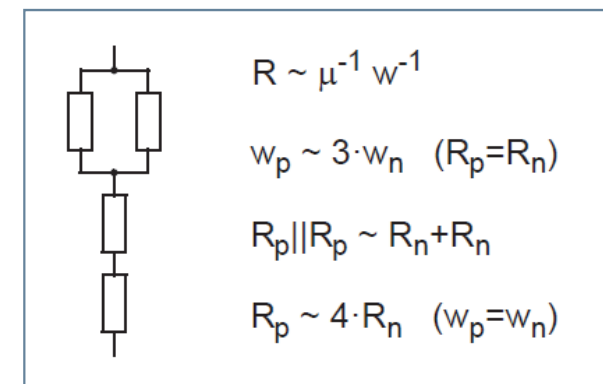 R ~ μ⁻¹ w⁻¹
wₚ ~ 3·wₙ (Rₚ=Rₙ)
Rₚ||Rₚ ~ Rₙ+Rₙ
Rₚ ~ 4·Rₙ (wₚ=wₙ)